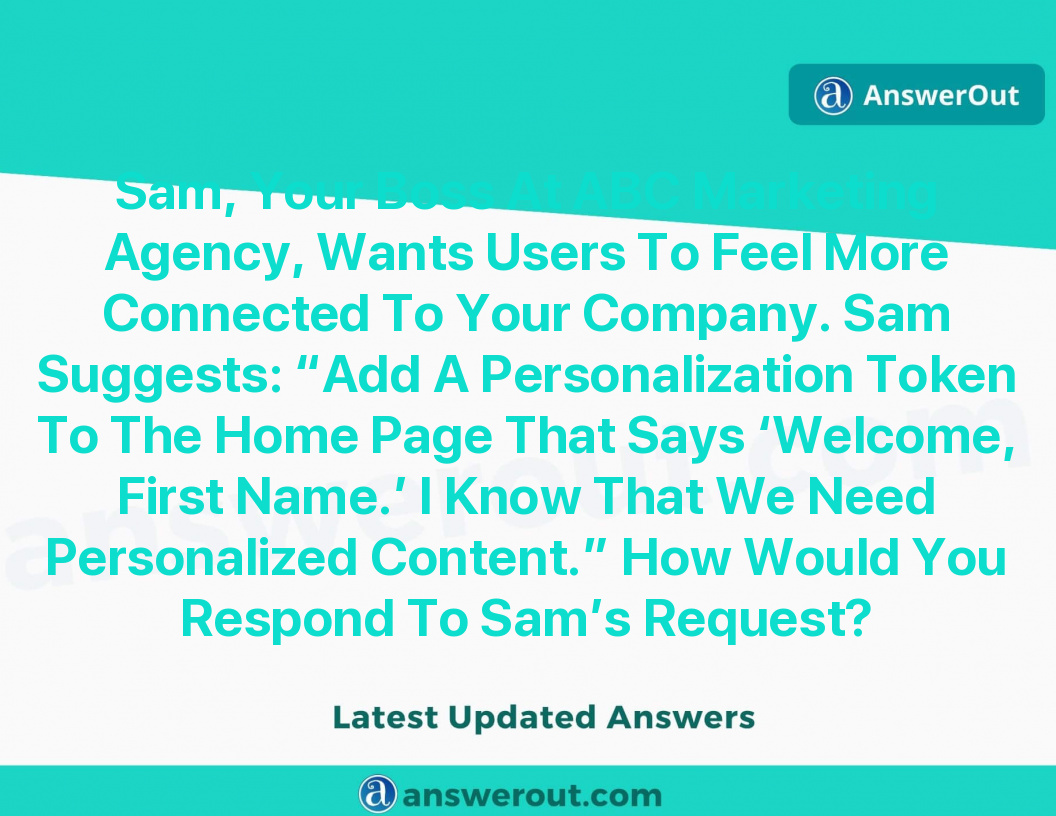 AnswerOut
Sam, Your Boss At ABC Marketing
Agency, Wants Users To Feel More
Connected To Your Company. Sam
Suggests: “Add A Personalization Token
To The Home Page That Says ‘Welcome,
First Name.’ I Know That We Need
Personalized Content.” How Would You
Respond To Sam’s Request?
answerout.com
Latest Updated Answers
answerout.com